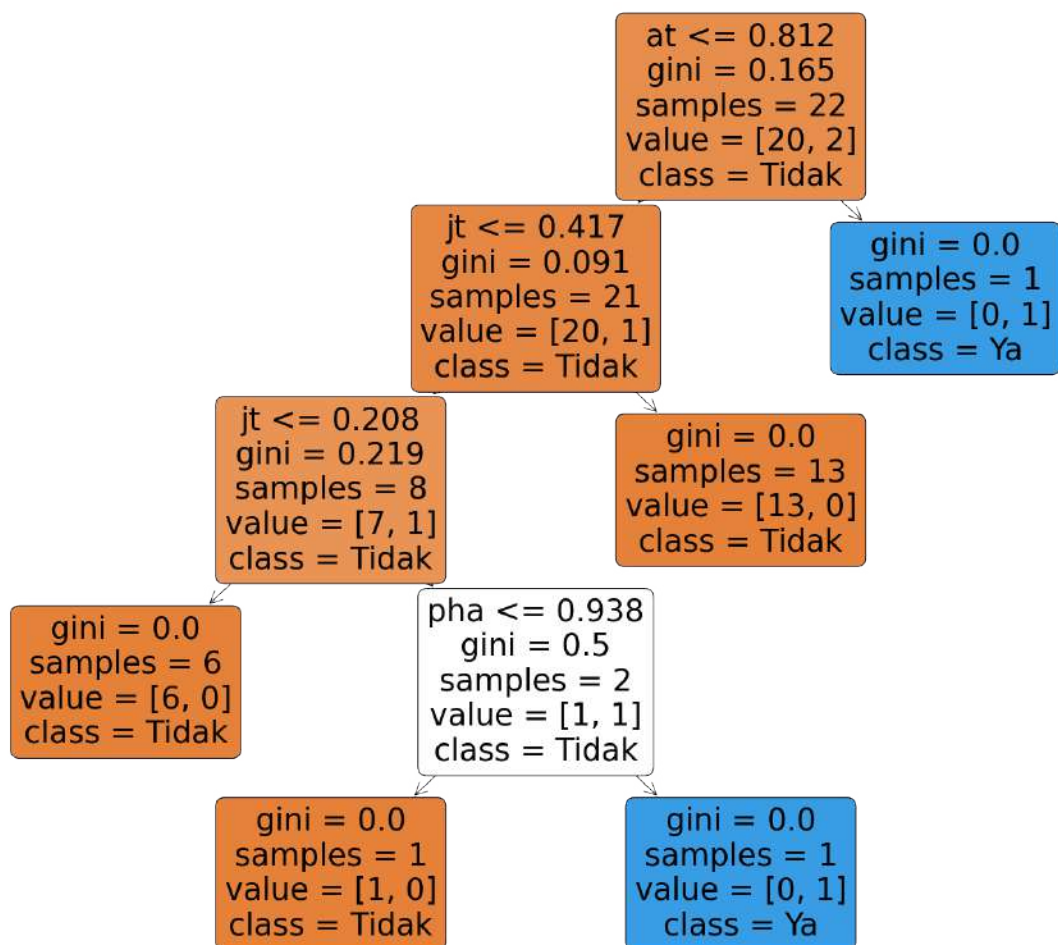 at <= 0.812
gini = 0.165
samples = 22
value = [20, 2]
class = Tidak
jt <= 0.417
gini = 0.091
samples = 21
value = [20, 1]
class = Tidak
gini = 0.0
samples = 1
value = [0, 1]
class = Ya
jt <= 0.208
gini = 0.219
samples = 8
value = [7, 1]
class = Tidak
gini = 0.0
samples = 13
value = [13, 0]
class = Tidak
gini = 0.0
samples = 6
value = [6, 0]
class = Tidak
pha <= 0.938
gini = 0.5
samples = 2
value = [1, 1]
class = Tidak
gini = 0.0
samples = 1
value = [1, 0]
class = Tidak
gini = 0.0
samples = 1
value = [0, 1]
class = Ya